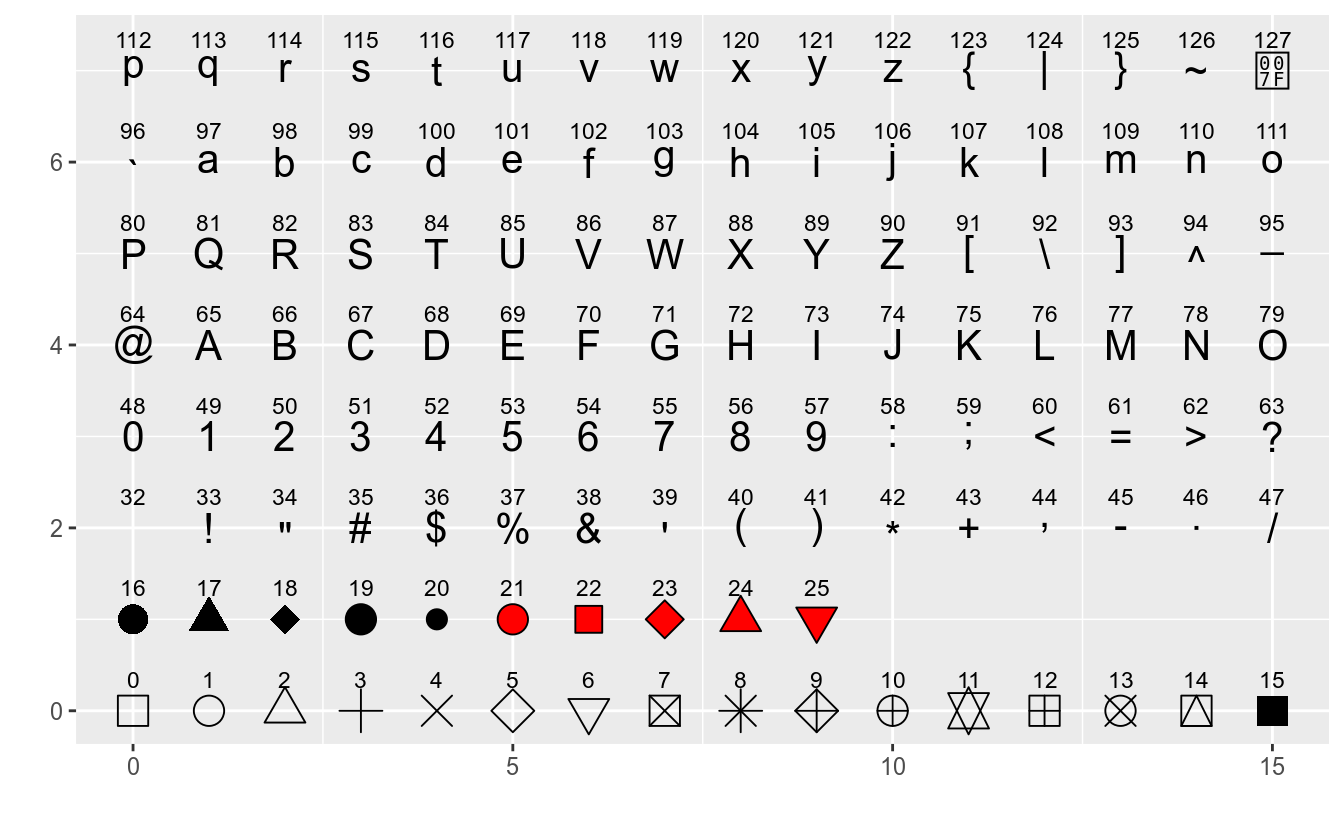 112 113 114 115 116 117 118 119 120 121 122 123 124 125 126 127
p q r s t u v w x y z { | } ~ 007F
96 97 98 99 100 101 102 103 104 105 106 107 108 109 110 111
6 ` a b c d e f g h i j k l m n o
80 81 82 83 84 85 86 87 88 89 90 91 92 93 94 95
P Q R S T U V W X Y Z [ \ ] ^ _
64 65 66 67 68 69 70 71 72 73 74 75 76 77 78 79
4 @ A B C D E F G H I J K L M N O
48 49 50 51 52 53 54 55 56 57 58 59 60 61 62 63
0 1 2 3 4 5 6 7 8 9 : ; < = > ?
32 33 34 35 36 37 38 39 40 41 42 43 44 45 46 47
2 ! " # $ % & ' ( ) * + , - . /
16 17 18 19 20 21 22 23 24 25
0 1 2 3 4 5 6 7 8 9 10 11 12 13 14 15
0
0 5 10 15